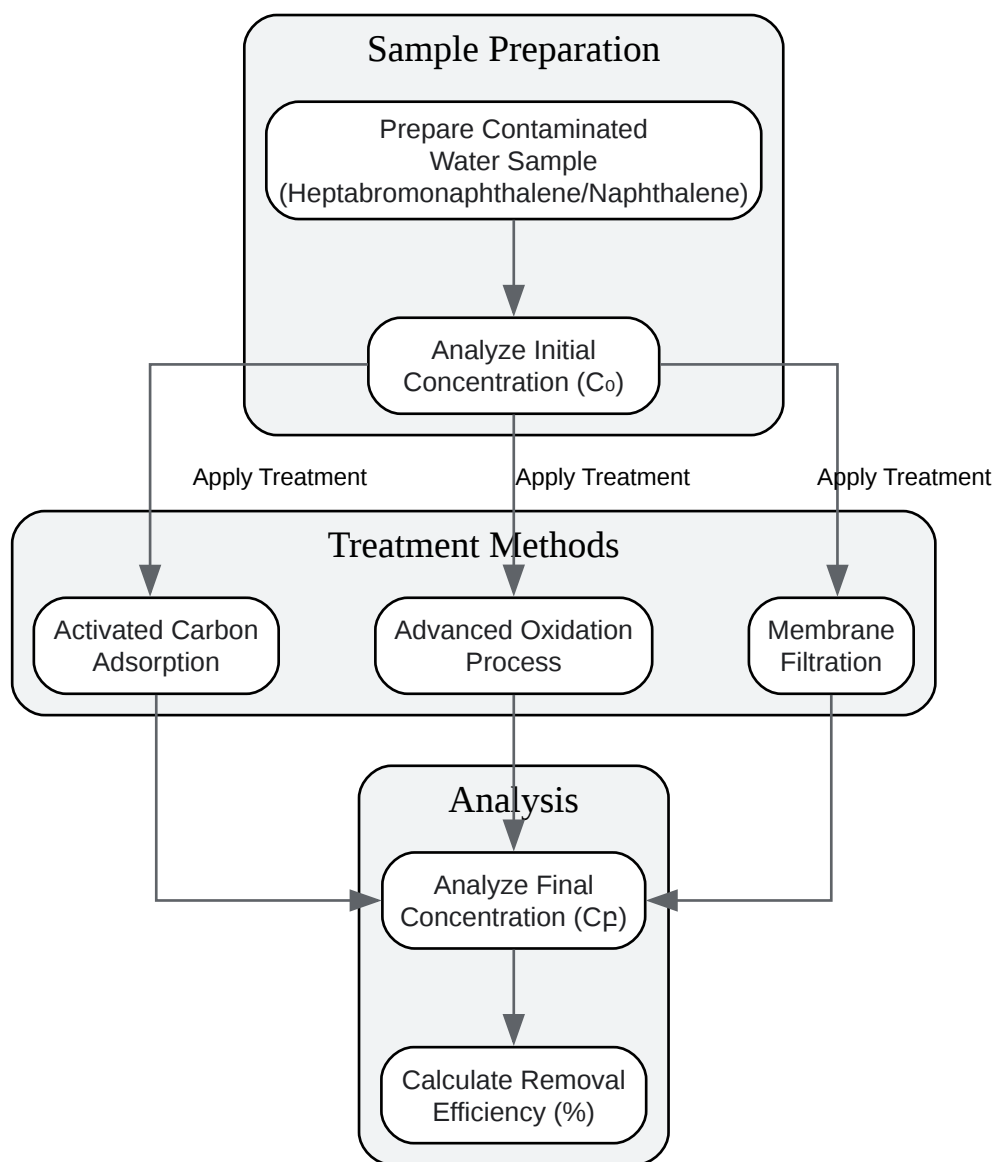 Sample Preparation
Prepare Contaminated
Water Sample
(Heptabromonaphthalene/Naphthalene)
Analyze Initial
Concentration (C₀)
Apply Treatment
Apply Treatment
Apply Treatment
Treatment Methods
Activated Carbon
Adsorption
Advanced Oxidation
Process
Membrane
Filtration
Analysis
Analyze Final
Concentration (Cբ)
Calculate Removal
Efficiency (%)